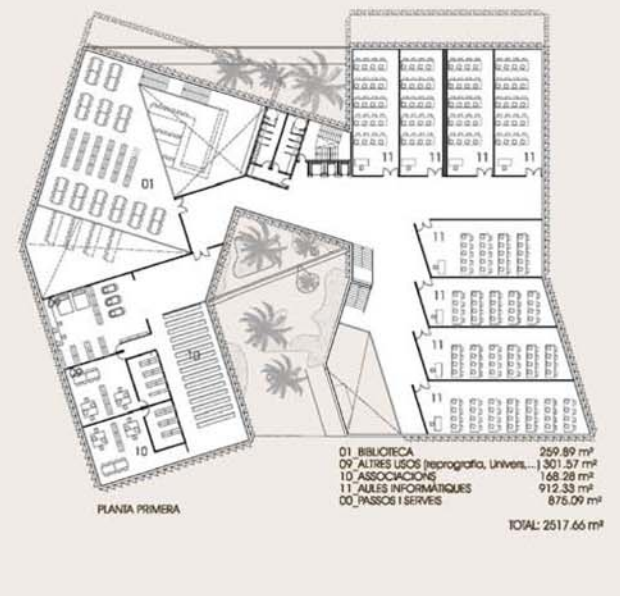 11 11 11 11
01
11
11
10
11
09
11
10
01_BIBLIOTECA 259.89 m²
09_ALTRES USOS (reprografia, Univers,...) 301.57 m²
10_ASSOCIACIONS 168.28 m²
11_AULES INFORMÀTIQUES 912.33 m²
00_PASSOS I SERVEIS 875.09 m²
PLANTA PRIMERA
TOTAL: 2517.66 m²